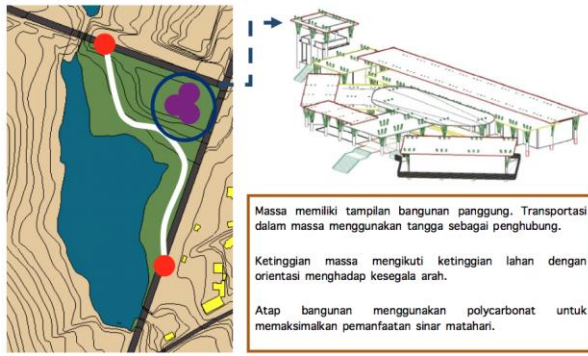 Massa memiliki tampilan bangunan panggung. Transportasi
dalam massa menggunakan tangga sebagai penghubung.
Ketinggian massa mengikuti ketinggian lahan dengan
orientasi menghadap kesegala arah.
Atap bangunan menggunakan polycarbonat untuk
memaksimalkan pemanfaatan sinar matahari.